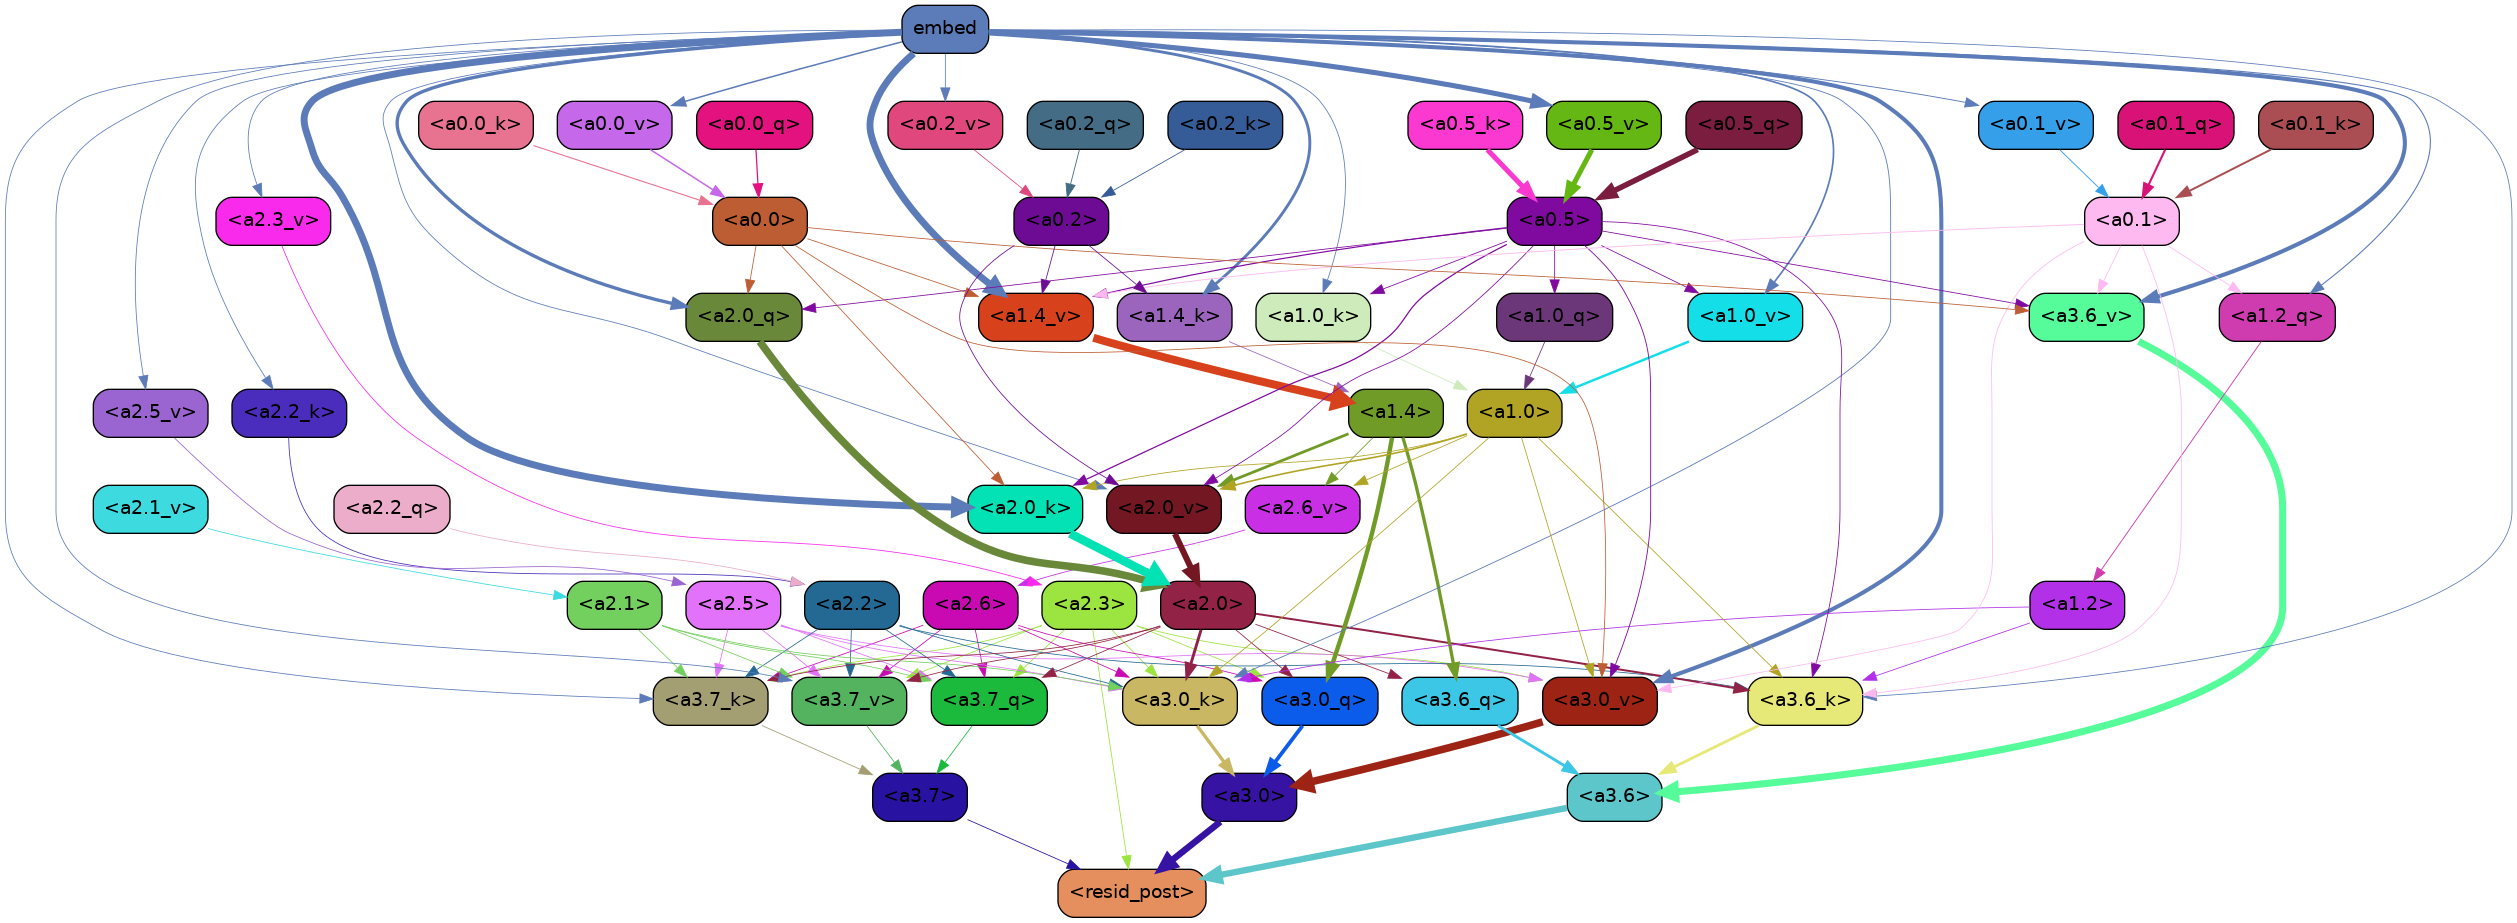 embed
<a0.0_k>
<a0.0_v>
<a0.0_q>
<a0.2_v>
<a0.2_q>
<a0.2_k>
<a0.5_k>
<a0.5_v>
<a0.5_q>
<a0.1_v>
<a0.1_q>
<a0.1_k>
<a2.3_v>
<a0.0>
<a0.2>
<a0.5>
<a0.1>
<a2.0_q>
<a1.4_v>
<a1.4_k>
<a1.0_k>
<a1.0_q>
<a1.0_v>
<a3.6_v>
<a1.2_q>
<a2.5_v>
<a2.2_k>
<a1.4>
<a1.0>
<a2.1_v>
<a2.2_q>
<a2.0_k>
<a2.0_v>
<a2.6_v>
<a2.1>
<a2.5>
<a2.2>
<a2.6>
<a2.3>
<a2.0>
<a1.2>
<a3.7_k>
<a3.7_v>
<a3.7_q>
<a3.0_k>
<a3.0_q>
<a3.6_q>
<a3.0_v>
<a3.6_k>
<a3.7>
<a3.0>
<a3.6>
<resid_post>